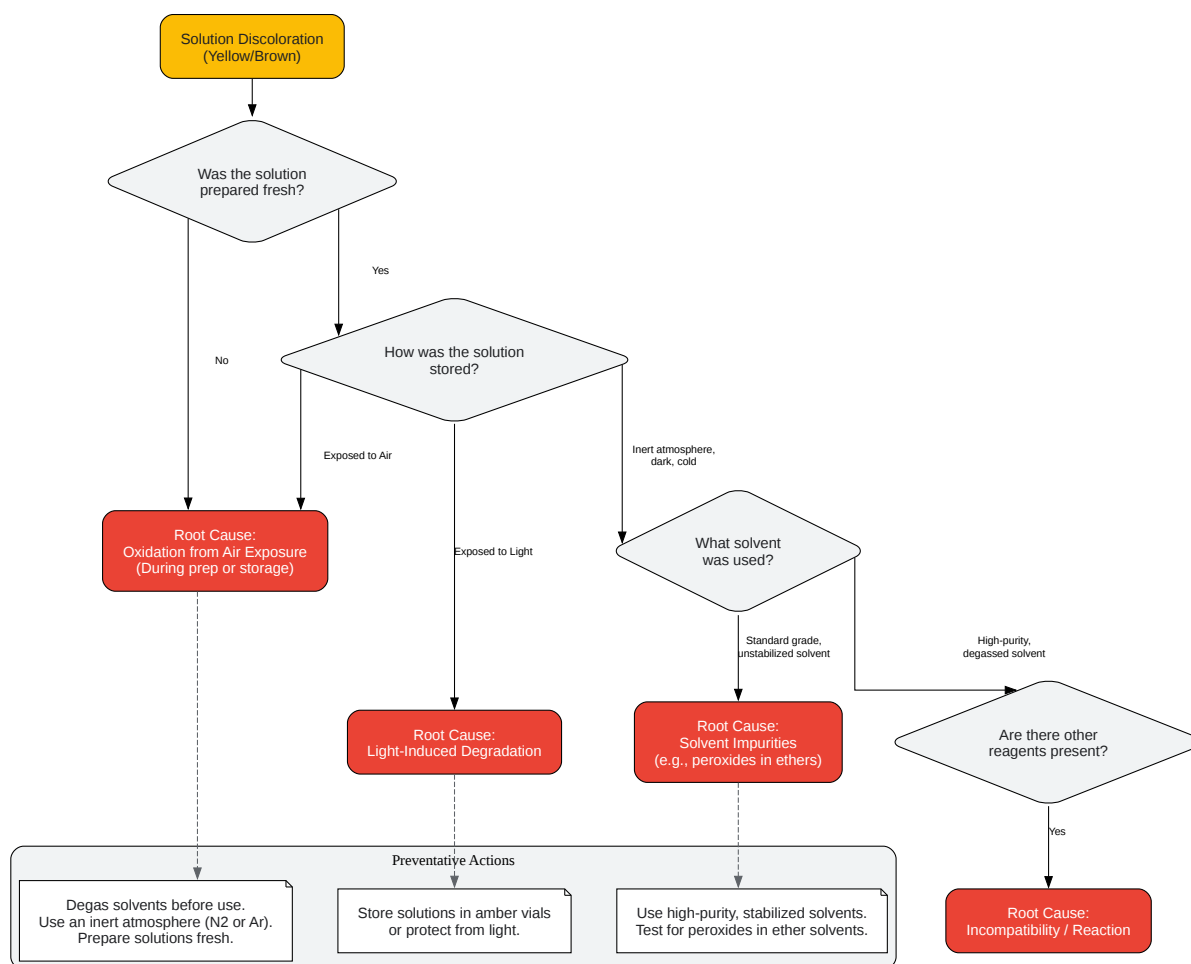 Solution Discoloration
(Yellow/Brown)
Was the solution
prepared fresh?
Yes
No
How was the solution
stored?
Exposed to Air
Inert atmosphere,
dark, cold
Exposed to Light
Root Cause:
Oxidation from Air Exposure
(During prep or storage)
What solvent
was used?
Standard grade,
unstabilized solvent
High-purity,
degassed solvent
Root Cause:
Light-Induced Degradation
Root Cause:
Solvent Impurities
(e.g., peroxides in ethers)
Are there other
reagents present?
Yes
Preventative Actions
Degas solvents before use.
Use an inert atmosphere (N2 or Ar).
Prepare solutions fresh.
Store solutions in amber vials
or protect from light.
Use high-purity, stabilized solvents.
Test for peroxides in ether solvents.
Root Cause:
Incompatibility / Reaction